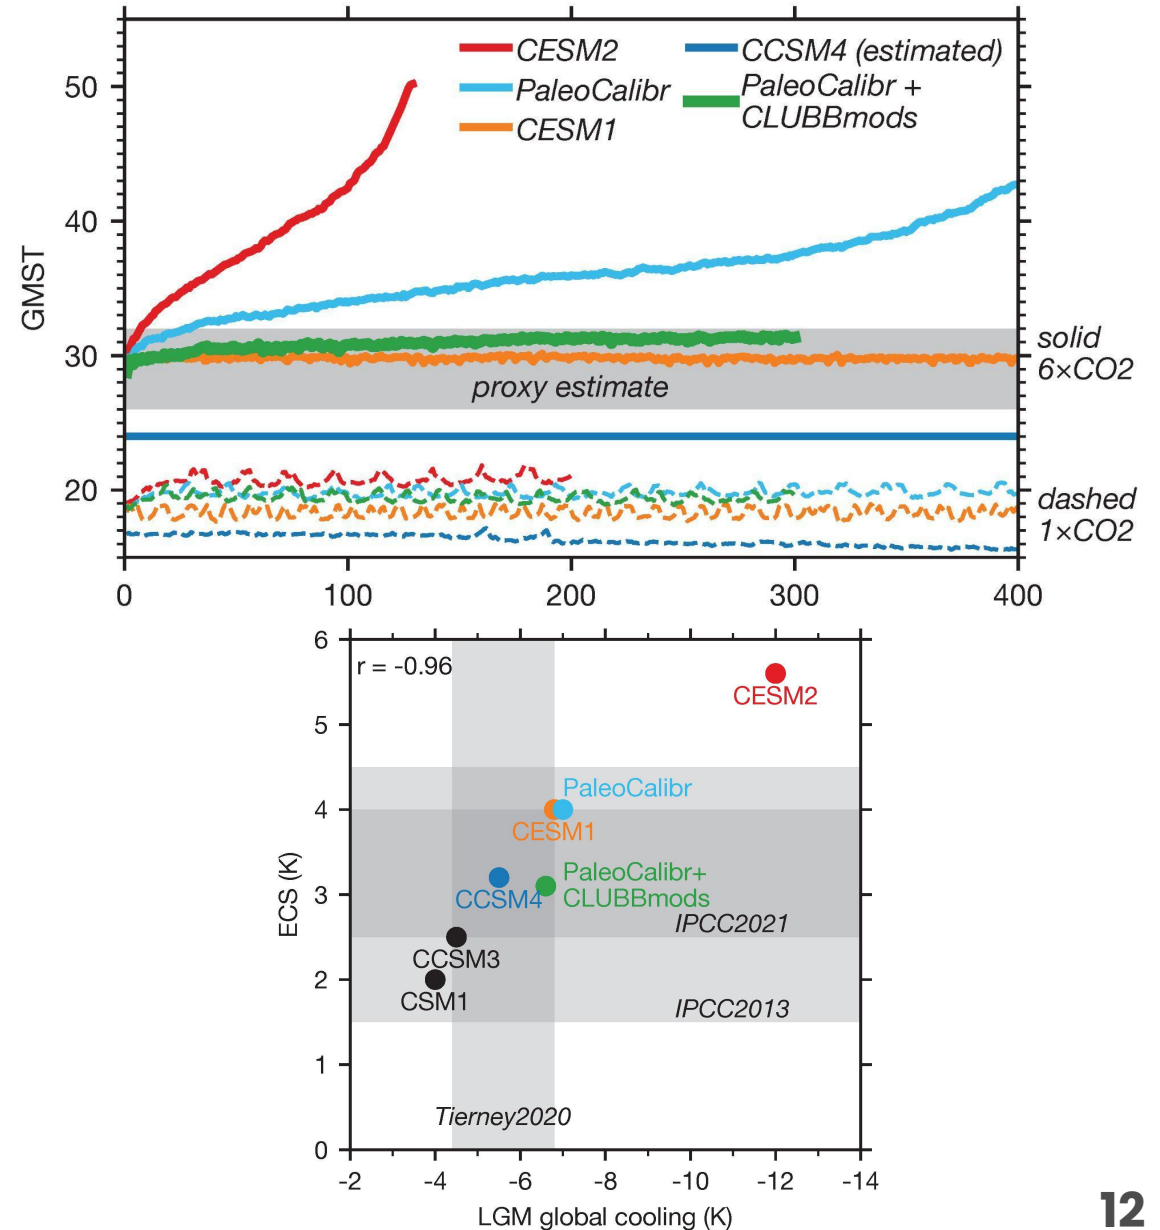 CESM2
PaleoCalibr
CESM1
CCSM4 (estimated)
PaleoCalibr +
CLUBBmods
50
40
30
20
GMST
proxy estimate
solid
6×CO2
dashed
1×CO2
0 100 200 300 400
6
5
4
3
2
1
0
ECS (K)
r = -0.96
CESM2
PaleoCalibr
CESM1
PaleoCalibr+
CLUBBmods
CCSM4
IPCC2021
CCSM3
CSM1
IPCC2013
Tierney2020
-2 -4 -6 -8 -10 -12 -14
LGM global cooling (K)
12